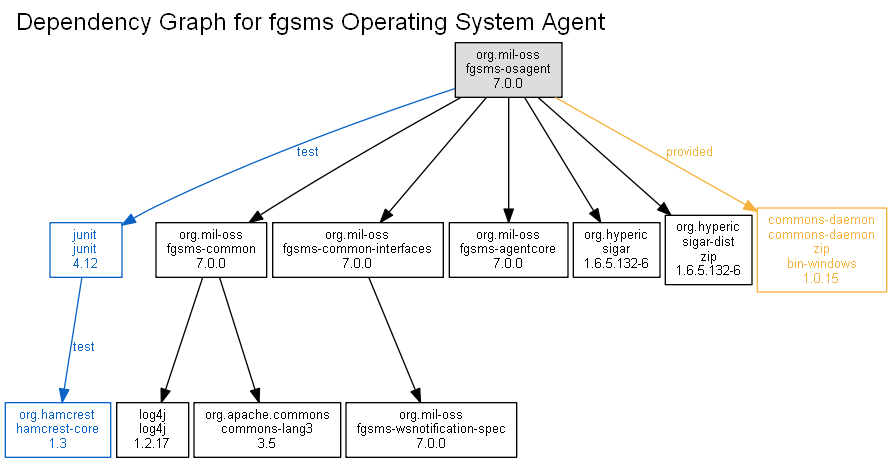 Dependency Graph for fgsms Operating System Agent
org.mil-oss
fgsms-osagent
7.0.0
test
provided
junit
junit
4.12
org.mil-oss
fgsms-common
7.0.0
org.mil-oss
fgsms-common-interfaces
7.0.0
org.mil-oss
fgsms-agentcore
7.0.0
org.hyperic
sigar
1.6.5.132-6
org.hyperic
sigar-dist
zip
1.6.5.132-6
commons-daemon
commons-daemon
zip
bin-windows
1.0.15
test
org.hamcrest
hamcrest-core
1.3
log4j
log4j
1.2.17
org.apache.commons
commons-lang3
3.5
org.mil-oss
fgsms-wsnotification-spec
7.0.0